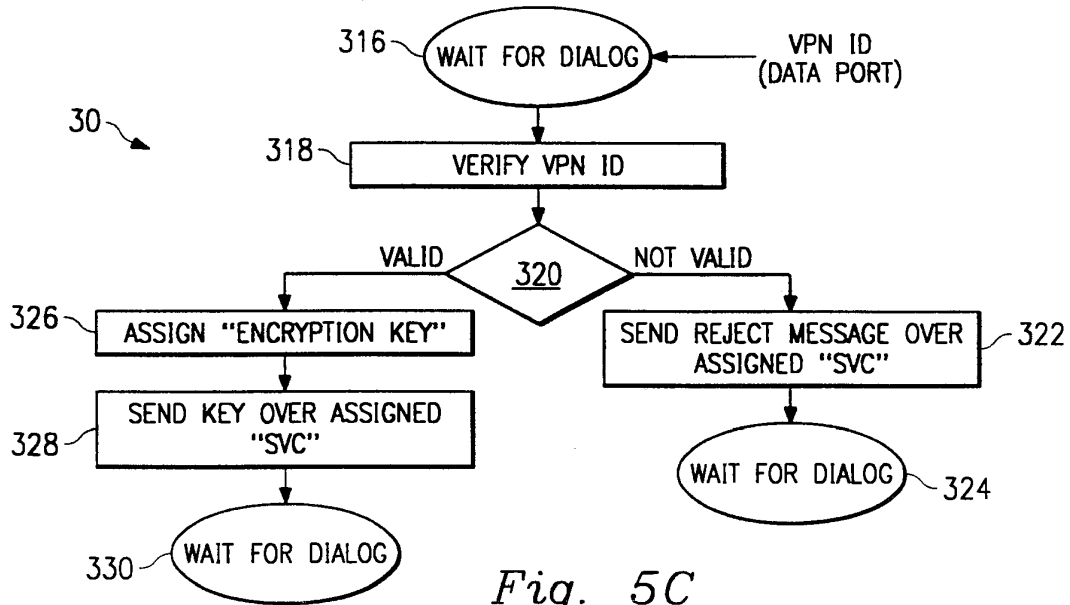 316
WAIT FOR DIALOG
VPN ID
(DATA PORT)
30
318
VERIFY VPN ID
VALID
320
NOT VALID
326
ASSIGN "ENCRYPTION KEY"
SEND REJECT MESSAGE OVER
ASSIGNED "SVC"
322
328
SEND KEY OVER ASSIGNED
"SVC"
WAIT FOR DIALOG
324
330
WAIT FOR DIALOG
Fig. 5C